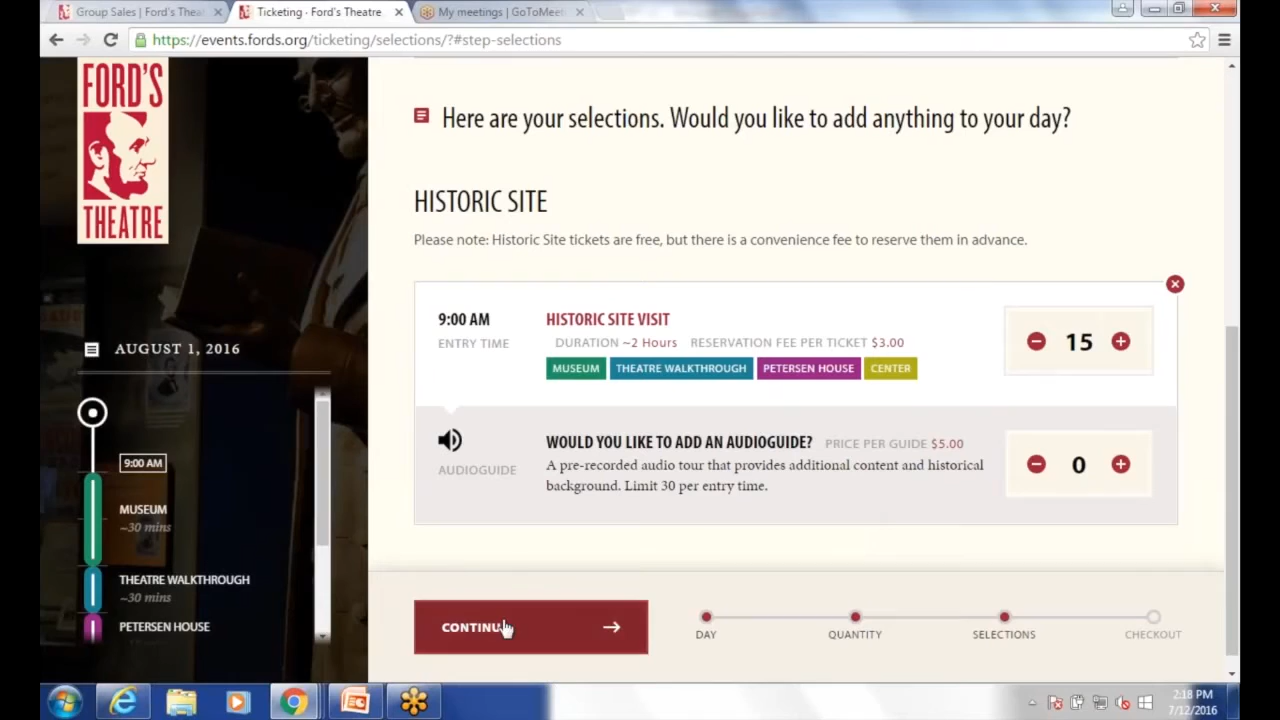 Group Sales | Ford's Theat
Ticketing · Ford's Theatre
My meetings | GoToMeet
https://events.fords.org/ticketing/selections/?#step-selections
FORD'S
THEATRE
Here are your selections. Would you like to add anything to your day?
HISTORIC SITE
Please note: Historic Site tickets are free, but there is a convenience fee to reserve them in advance.
9:00 AM
ENTRY TIME
HISTORIC SITE VISIT
DURATION ~2 Hours RESERVATION FEE PER TICKET $3.00
MUSEUM THEATRE WALKTHROUGH PETERSEN HOUSE CENTER
15
AUDIOGUIDE
WOULD YOU LIKE TO ADD AN AUDIOGUIDE? PRICE PER GUIDE $5.00
A pre-recorded audio tour that provides additional content and historical
background. Limit 30 per entry time.
0
AUGUST 1, 2016
9:00 AM
MUSEUM
~30 mins
THEATRE WALKTHROUGH
~30 mins
PETERSEN HOUSE
CONTINU
DAY
QUANTITY
SELECTIONS
CHECKOUT
2:18 PM
7/12/2016